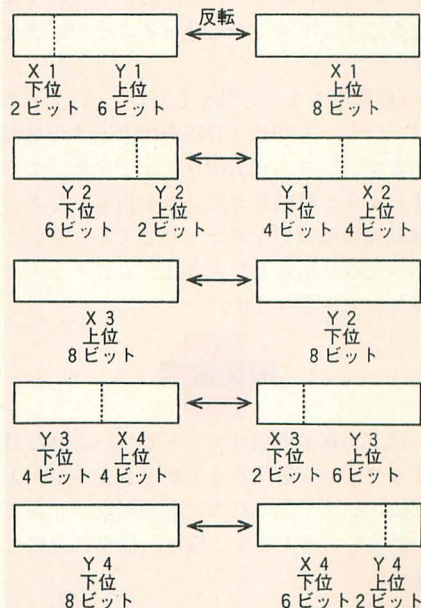 反転
X 1 Y 1 X 1
下位 上位 上位
2ビット 6ビット 8ビット
Y 2 Y 2 Y 1 X 2
下位 上位 下位 上位
6ビット 2ビット 4ビット 4ビット
X 3 Y 2
上位 下位
8ビット 8ビット
Y 3 X 4 X 3 Y 3
下位 上位 下位 上位
4ビット 4ビット 2ビット 6ビット
Y 4 X 4 Y 4
下位 下位 上位
8ビット 6ビット 2ビット